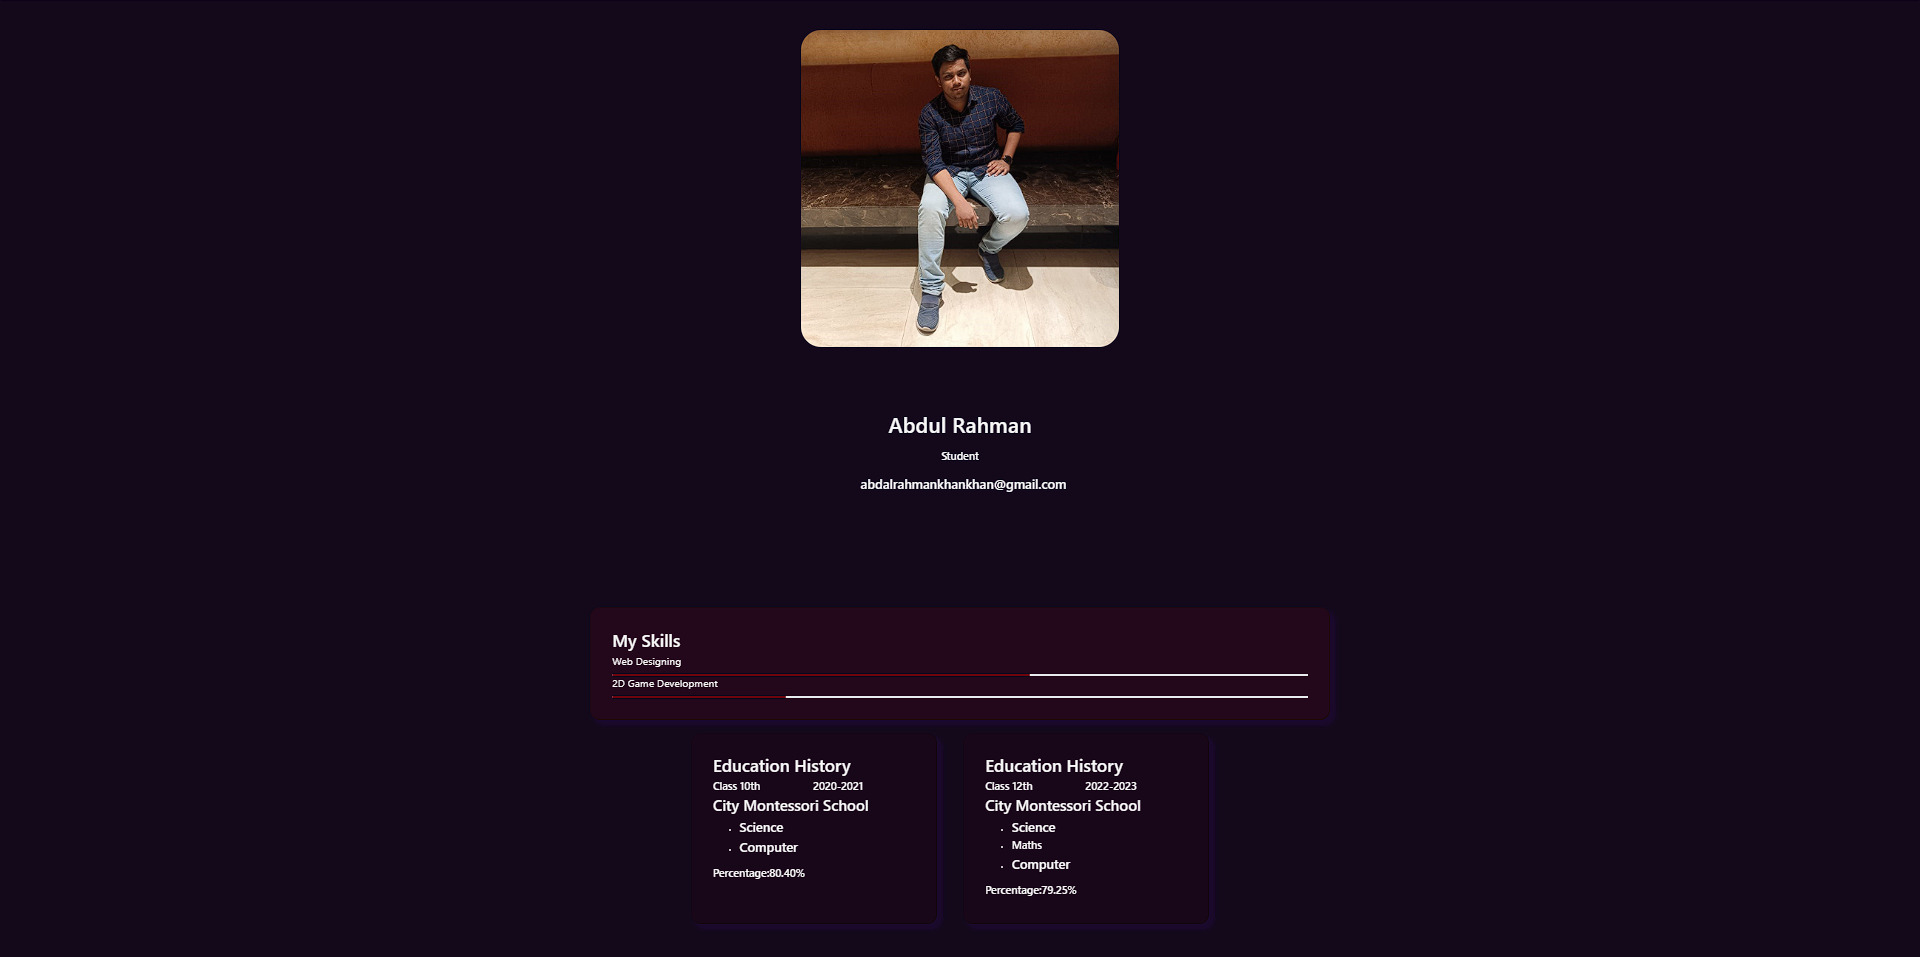 Abdul Rahman
Student
abdalrahmankhankhan@gmail.com
My Skills
Web Designing
2D Game Development
Education History
Class 10th 2020-2021
City Montessori School
• Science
• Computer
Percentage:80.40%
Education History
Class 12th 2022-2023
City Montessori School
• Science
• Maths
• Computer
Percentage:79.25%